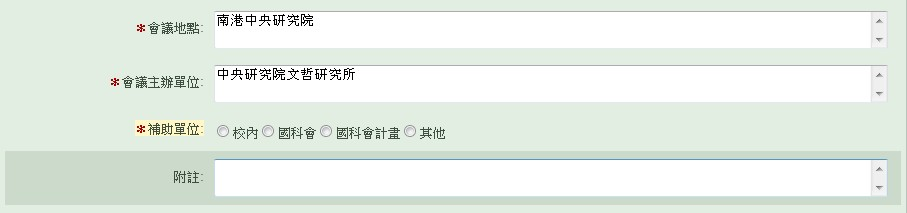 *會議地點: 南港中央研究院
*會議主辦單位: 中央研究院文哲研究所
*補助單位: 校內 國科會 國科會計畫 其他
附註: